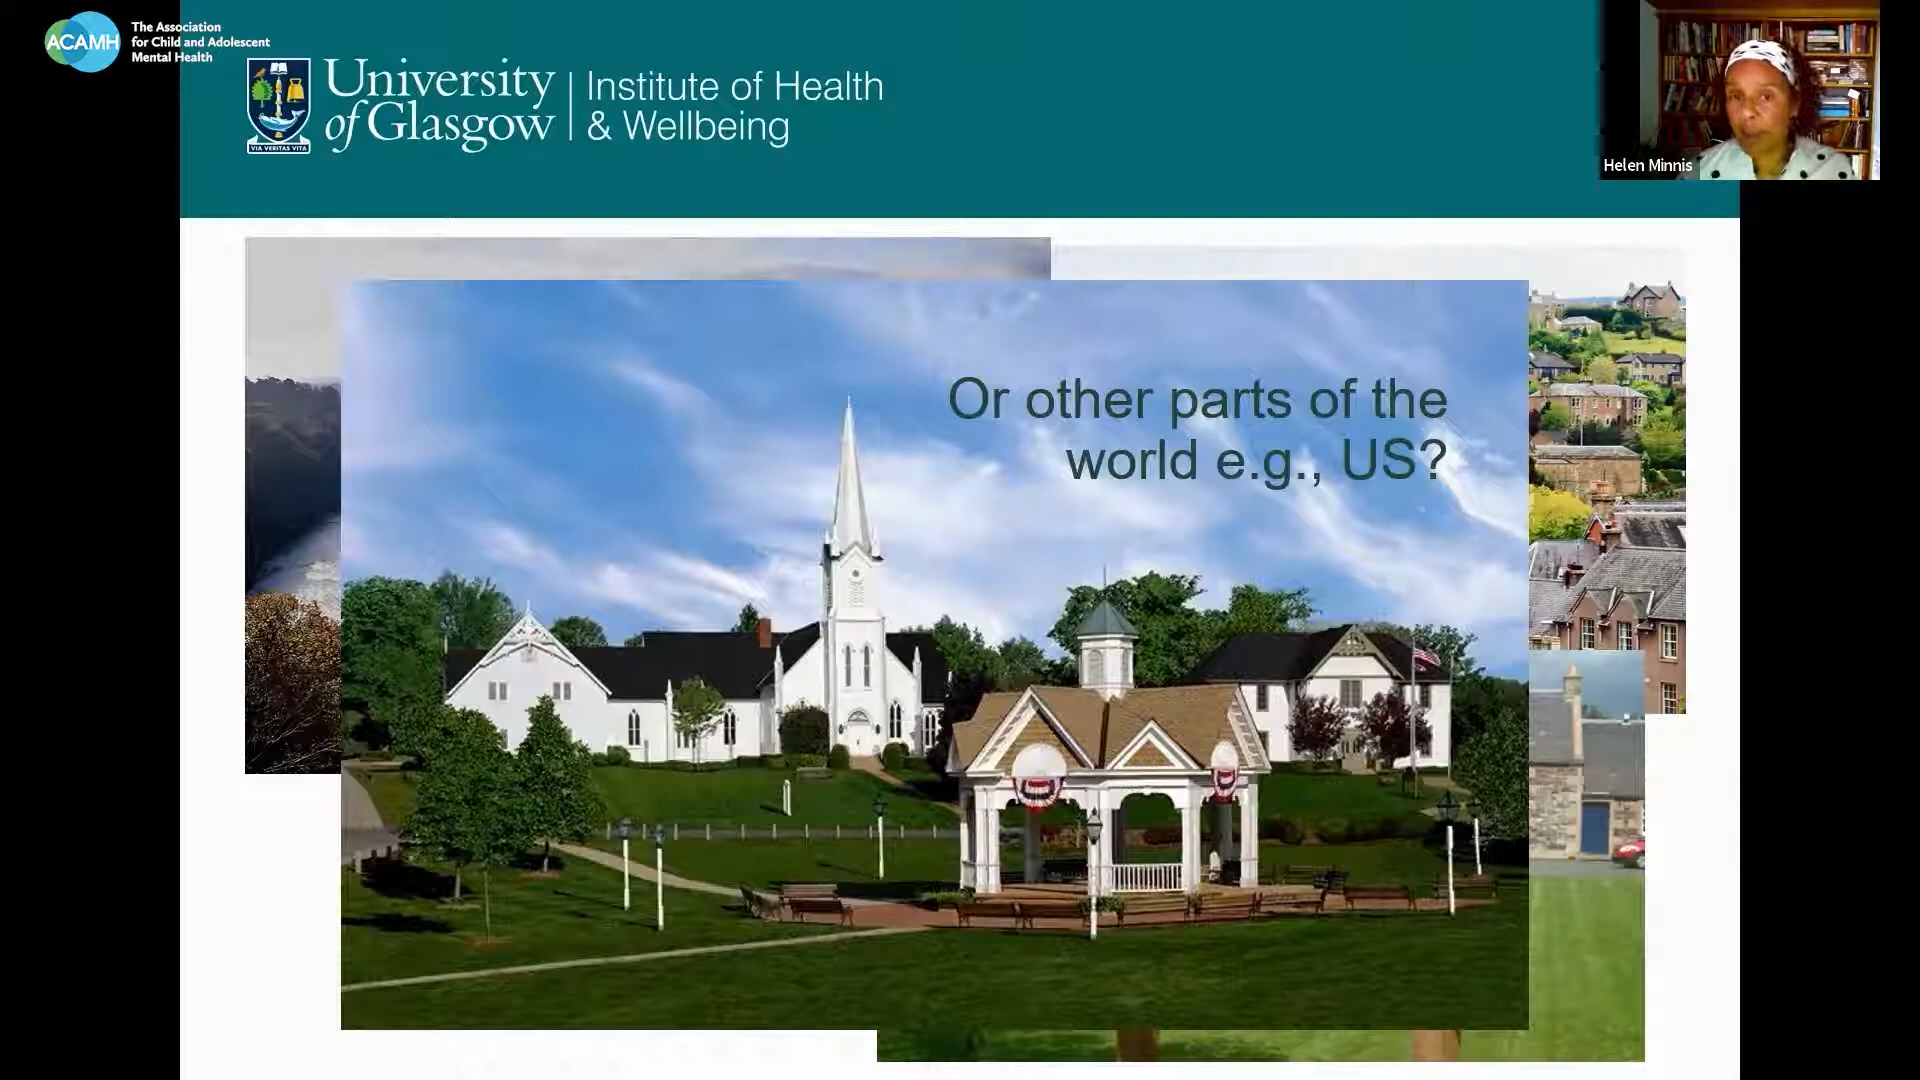 ACAMH
The Association
for Child and Adolescent
Mental Health
University
of Glasgow
Institute of Health
& Wellbeing
VIA VERITAS VITA
Helen Minnis
Or other parts of the
world e.g., US?